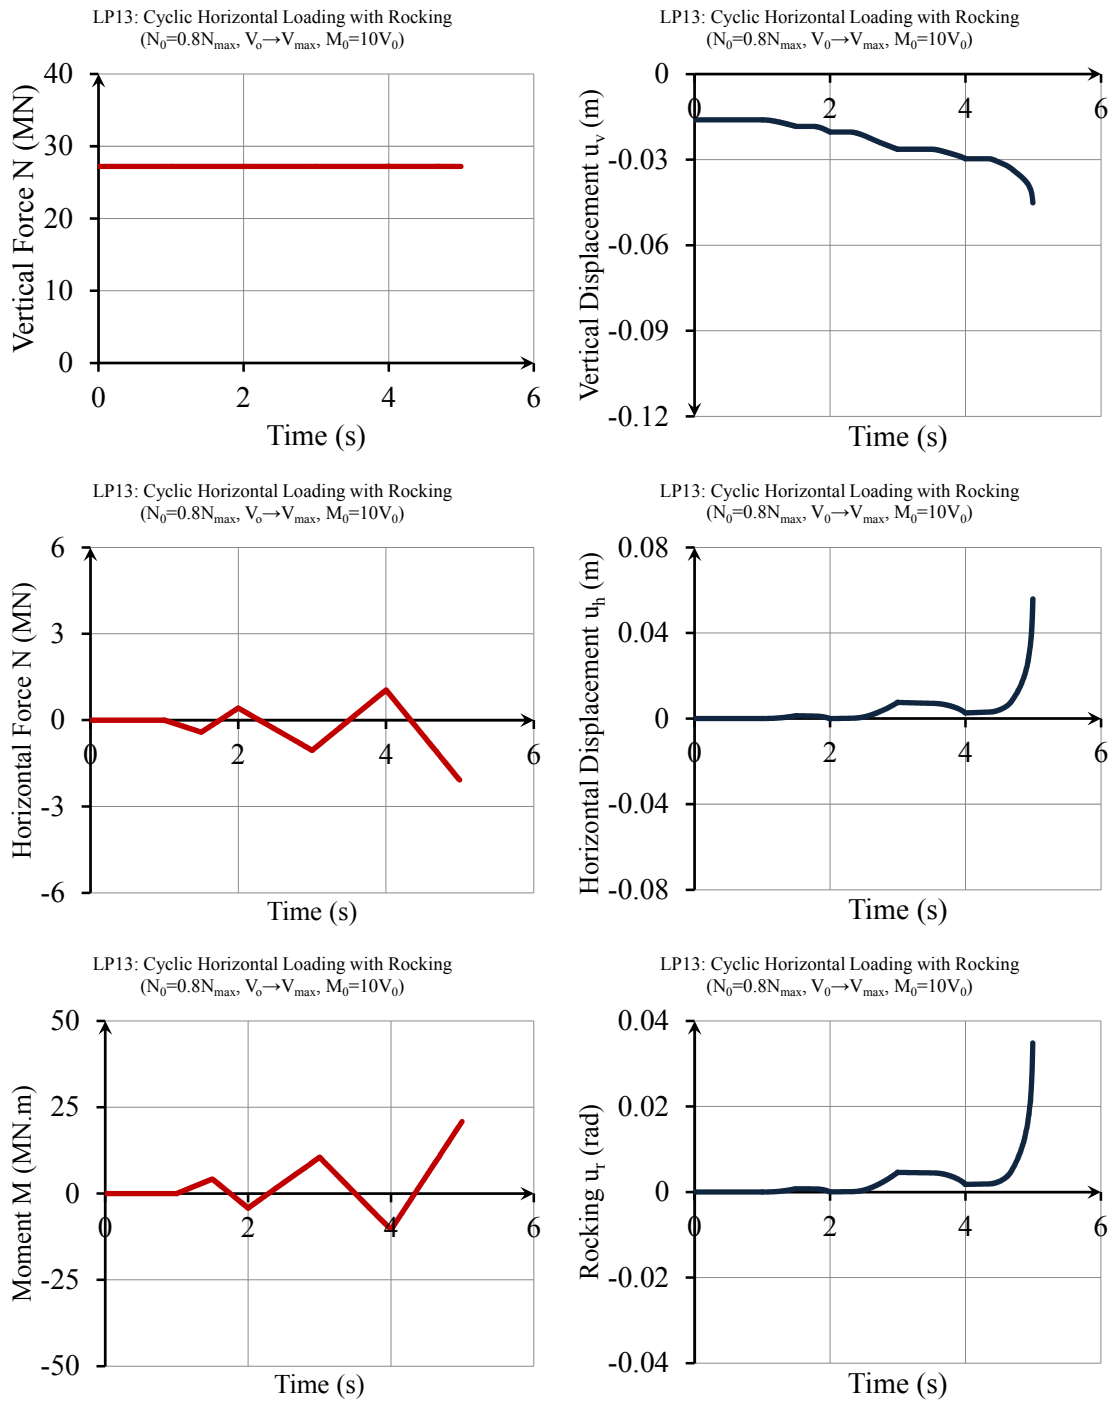 LP13: Cyclic Horizontal Loading with Rocking
(N₀=0.8Nₘₐₓ, Vₒ→Vₘₐₓ, M₀=10V₀)
40
30
20
10
0
0
2
4
6
Vertical Force N (MN)
Time (s)
LP13: Cyclic Horizontal Loading with Rocking
(N₀=0.8Nₘₐₓ, V₀→Vₘₐₓ, M₀=10V₀)
0
-0.03
-0.06
-0.09
-0.12
0
2
4
6
Vertical Displacement uᵥ (m)
Time (s)
LP13: Cyclic Horizontal Loading with Rocking
(N₀=0.8Nₘₐₓ, Vₒ→Vₘₐₓ, M₀=10V₀)
6
3
0
-3
-6
0
2
4
6
Horizontal Force N (MN)
Time (s)
LP13: Cyclic Horizontal Loading with Rocking
(N₀=0.8Nₘₐₓ, V₀→Vₘₐₓ, M₀=10V₀)
0.08
0.04
0
-0.04
-0.08
0
2
4
6
Horizontal Displacement uₕ (m)
Time (s)
LP13: Cyclic Horizontal Loading with Rocking
(N₀=0.8Nₘₐₓ, Vₒ→Vₘₐₓ, M₀=10V₀)
50
25
0
-25
-50
0
2
4
6
Moment M (MN.m)
Time (s)
LP13: Cyclic Horizontal Loading with Rocking
(N₀=0.8Nₘₐₓ, V₀→Vₘₐₓ, M₀=10V₀)
0.04
0.02
0
-0.02
-0.04
0
2
4
6
Rocking uᵣ (rad)
Time (s)